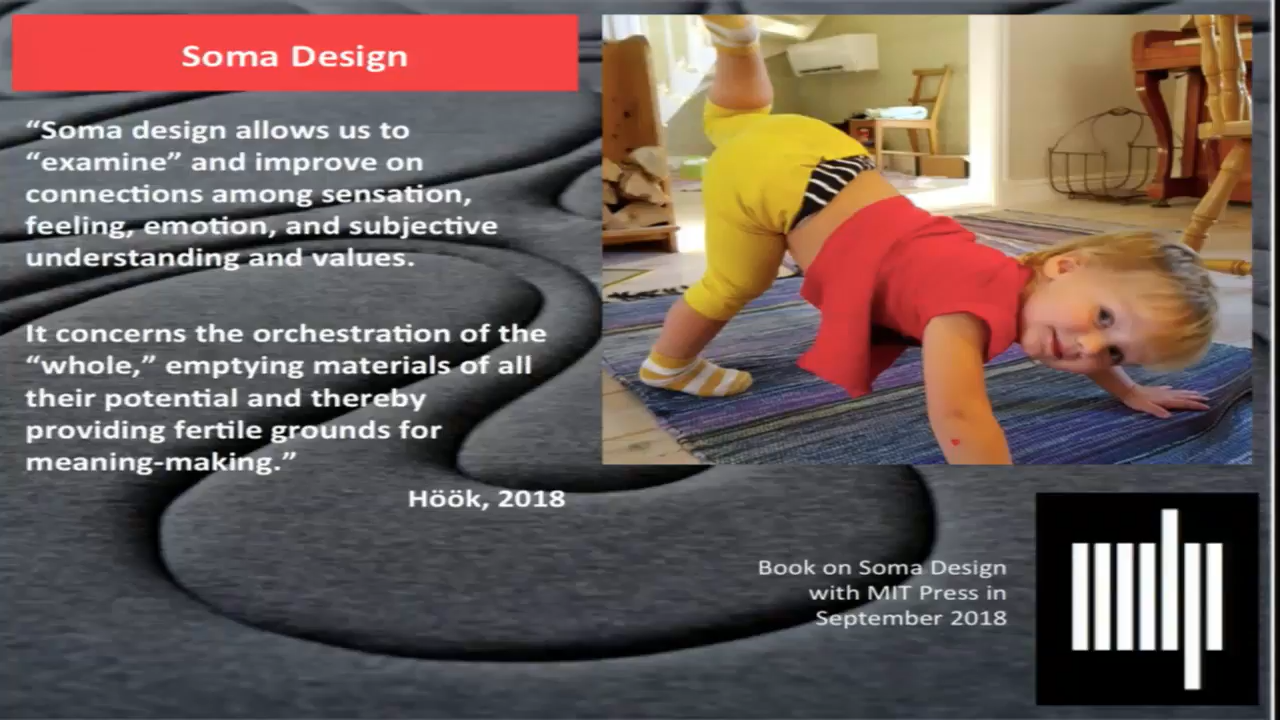 Soma Design
“Soma design allows us to
“examine” and improve on
connections among sensation,
feeling, emotion, and subjective
understanding and values.
It concerns the orchestration of the
“whole,” emptying materials of all
their potential and thereby
providing fertile grounds for
meaning-making.”
Höök, 2018
Book on Soma Design
with MIT Press in
September 2018